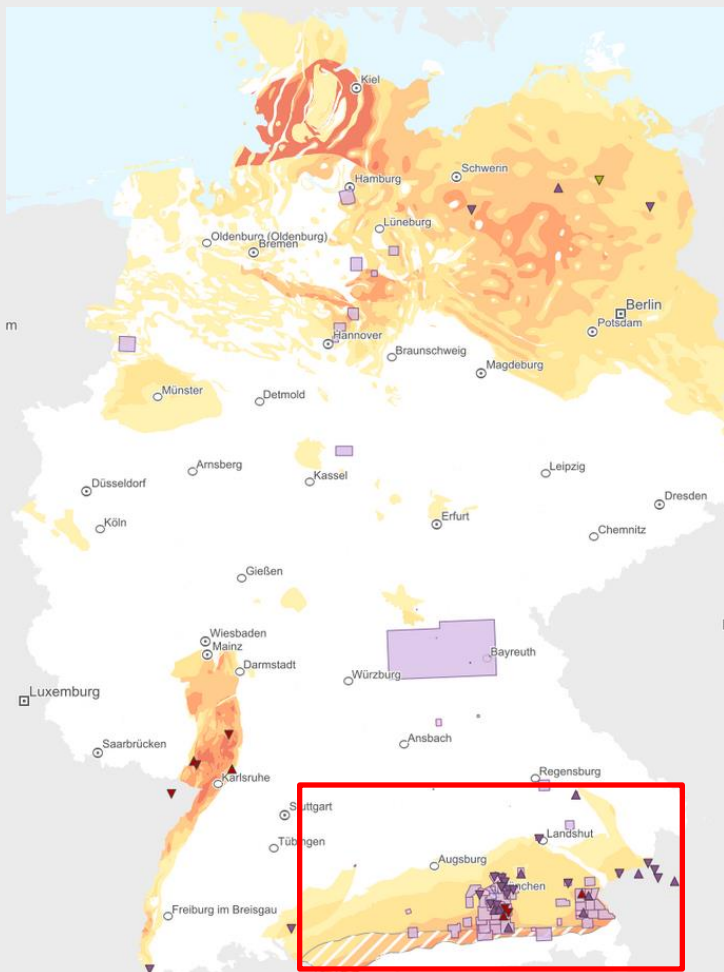 Kiel
Schwerin
Hamburg
Lüneburg
Oldenburg (Oldenburg)
Bremen
Berlin
m
Potsdam
Hannover
Braunschweig
Magdeburg
Münster
Detmold
Arnsberg
Leipzig
Kassel
Düsseldorf
Dresden
Köln
Erfurt
Chemnitz
Gießen
Wiesbaden
Mainz
Bayreuth
Darmstadt
Würzburg
Luxemburg
Ansbach
Saarbrücken
Regensburg
Karlsruhe
Stuttgart
Landshut
Tübingen
Augsburg
München
Freiburg im Breisgau